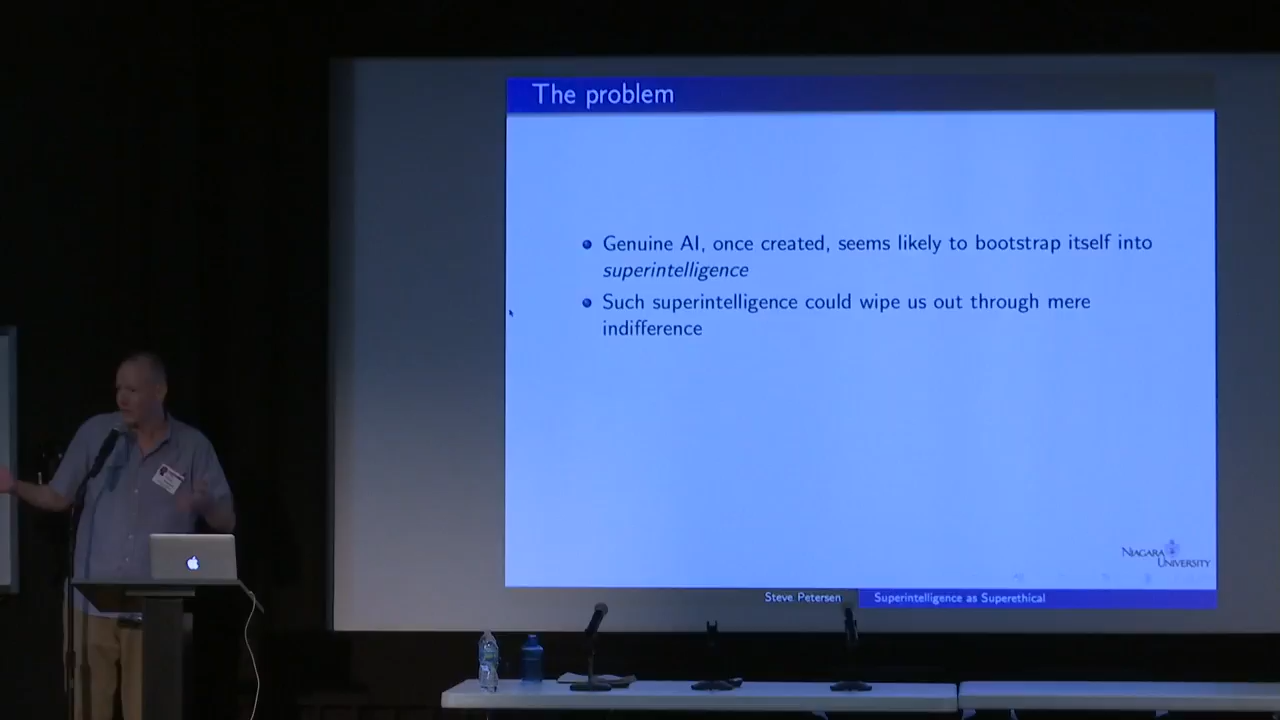 The problem
Genuine AI, once created, seems likely to bootstrap itself into
superintelligence
Such superintelligence could wipe us out through mere
indifference
NIAGARA
UNIVERSITY
Steve Petersen
Superintelligence as Superethical